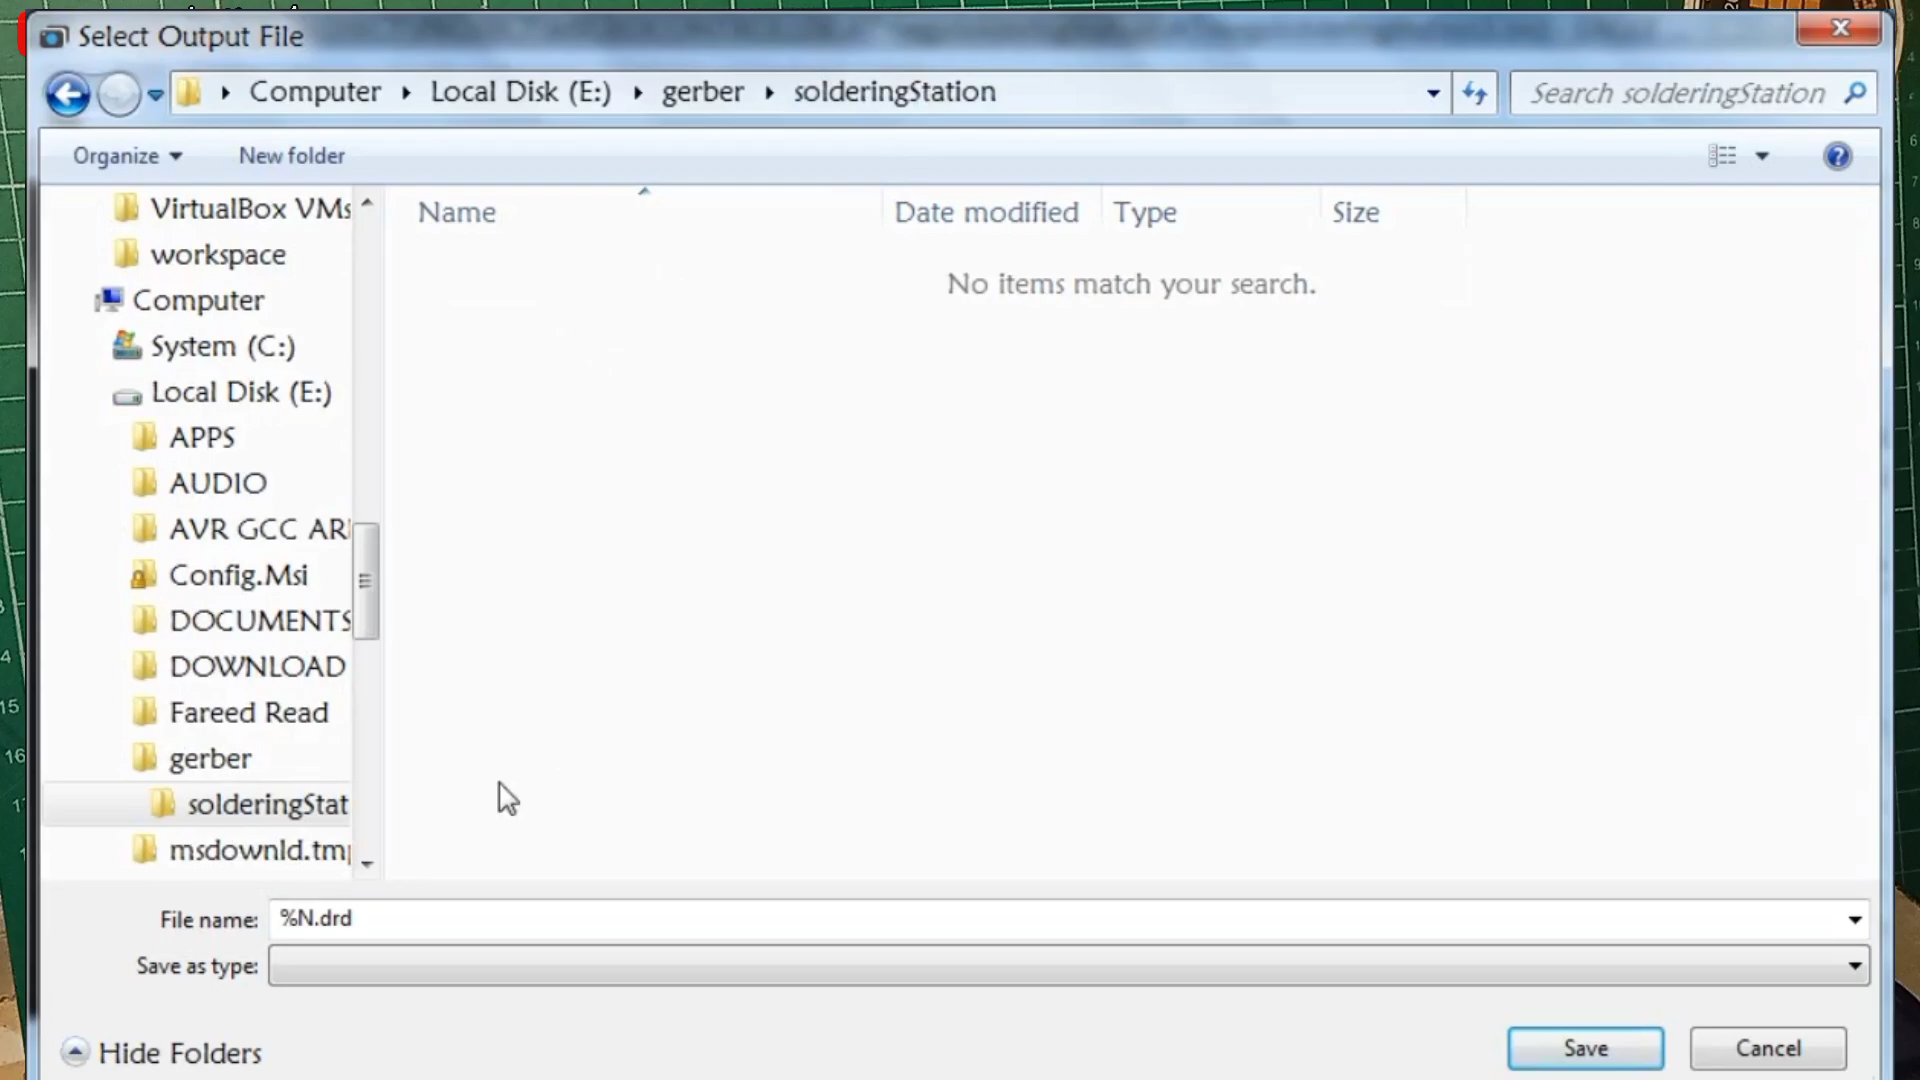 Select Output File
Computer Local Disk (E:) gerber solderingStation
Search solderingStation
Organize New folder
Name Date modified Type Size
No items match your search.
VirtualBox VMs
workspace
Computer
System (C:)
Local Disk (E:)
APPS
AUDIO
AVR GCC AR
Config.Msi
DOCUMENTS
DOWNLOAD
Fareed Read
gerber
solderingStat
msdownld.tmp
File name: %N.drd
Save as type:
Hide Folders
Save Cancel